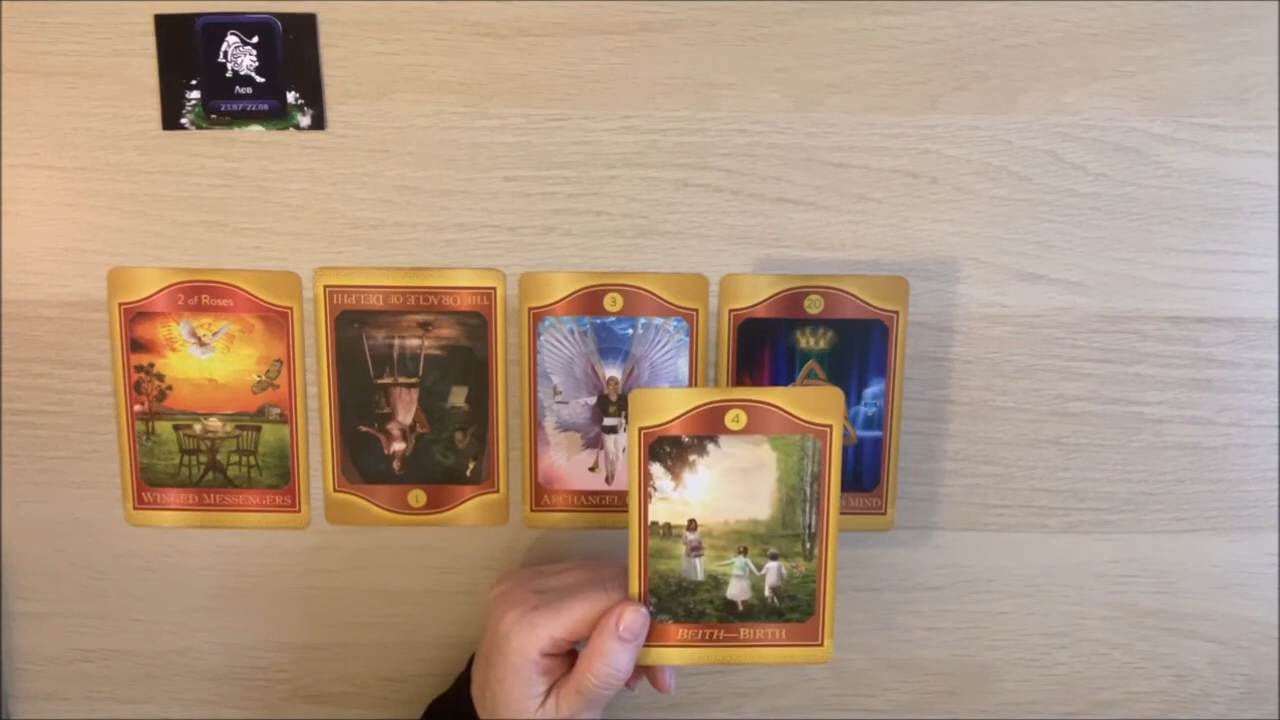 Лев
23.07-22.08
2 of Roses
WINGED MESSENGERS
THE ORACLE OF DELPHI
1
3
ARCHANGEL
20
MIND
4
BEITH—BIRTH